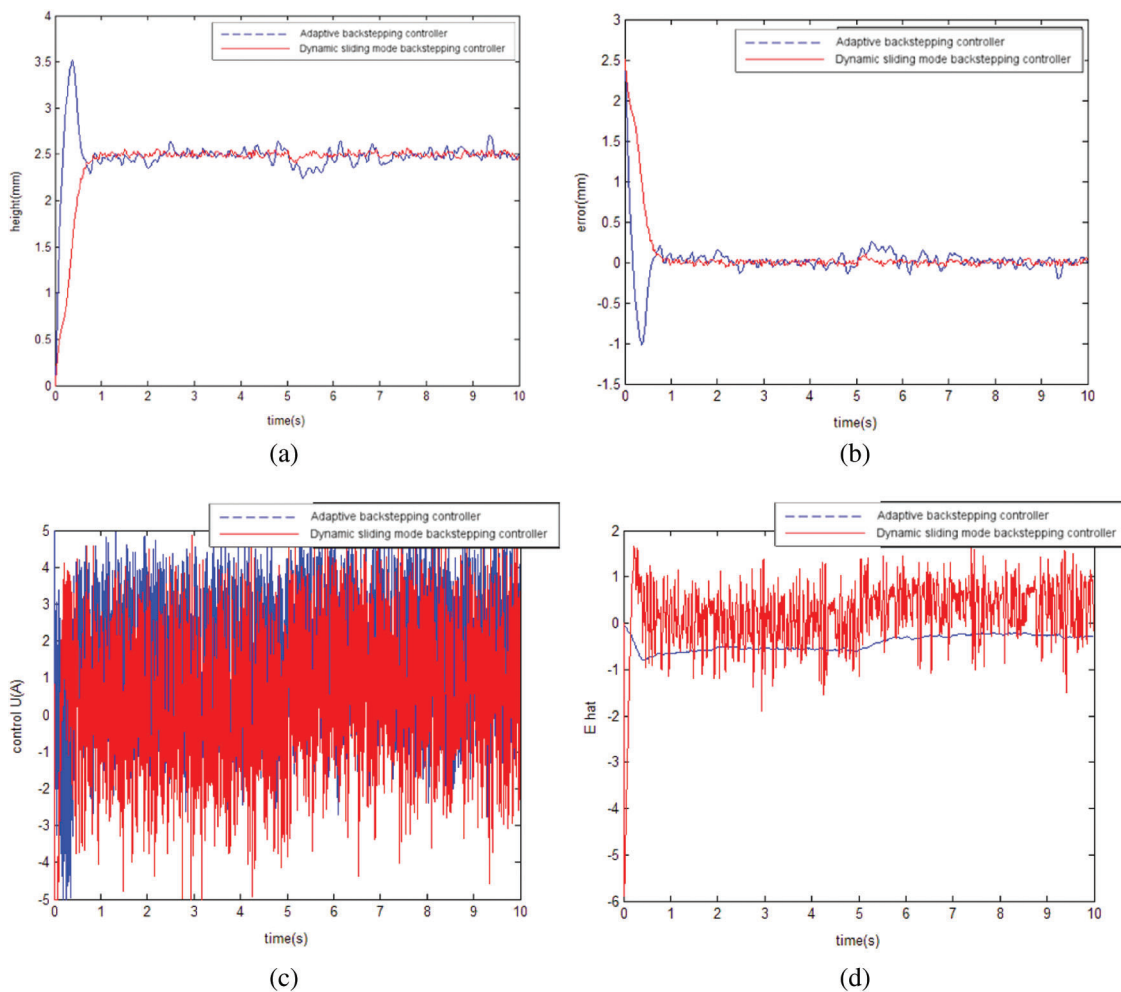 Adaptive backstepping controller
Dynamic sliding mode backstepping controller
4
3.5
3
2.5
2
1.5
1
0.5
0
height(mm)
0 1 2 3 4 5 6 7 8 9 10
time(s)
(a)
Adaptive backstepping controller
Dynamic sliding mode backstepping controller
3
2.5
2
1.5
1
0.5
0
-0.5
-1
-1.5
error(mm)
0 1 2 3 4 5 6 7 8 9 10
time(s)
(b)
Adaptive backstepping controller
Dynamic sliding mode backstepping controller
5
4
3
2
1
0
-1
-2
-3
-4
-5
control U(A)
0 1 2 3 4 5 6 7 8 9 10
time(s)
(c)
Adaptive backstepping controller
Dynamic sliding mode backstepping controller
2
1
0
-1
-2
-3
-4
-5
-6
E hat
0 1 2 3 4 5 6 7 8 9 10
time(s)
(d)